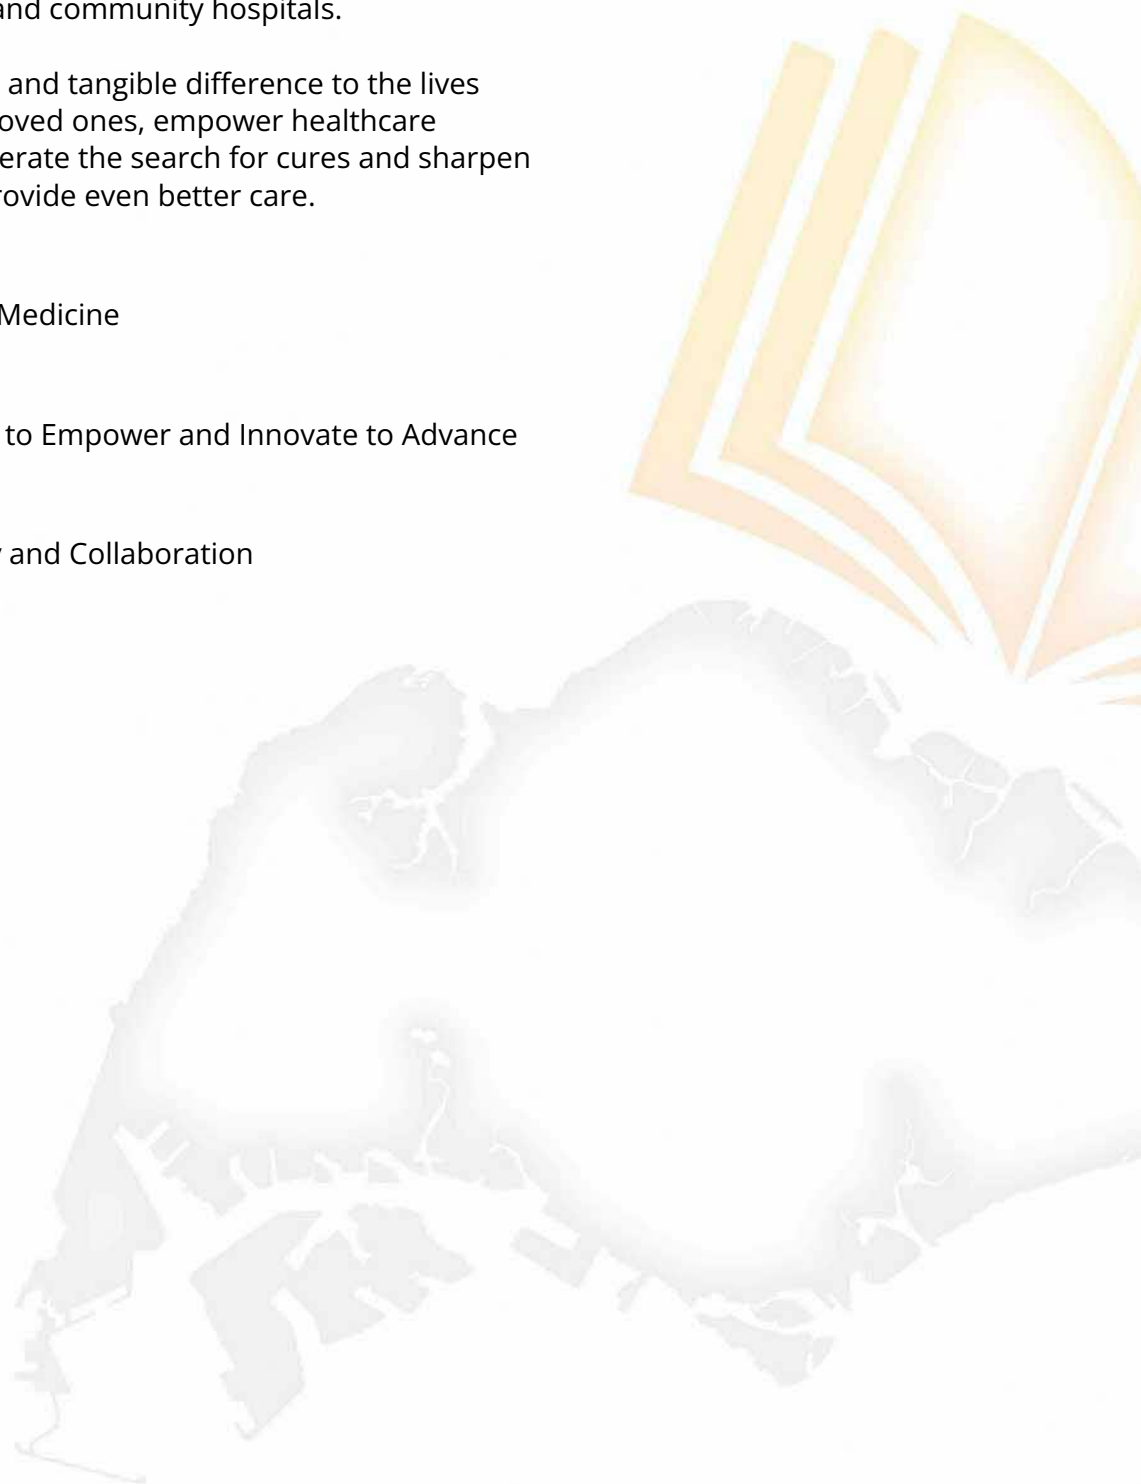 and community hospitals.
and tangible difference to the lives
oved ones, empower healthcare
erate the search for cures and sharpen
rovide even better care.
Medicine
to Empower and Innovate to Advance
and Collaboration